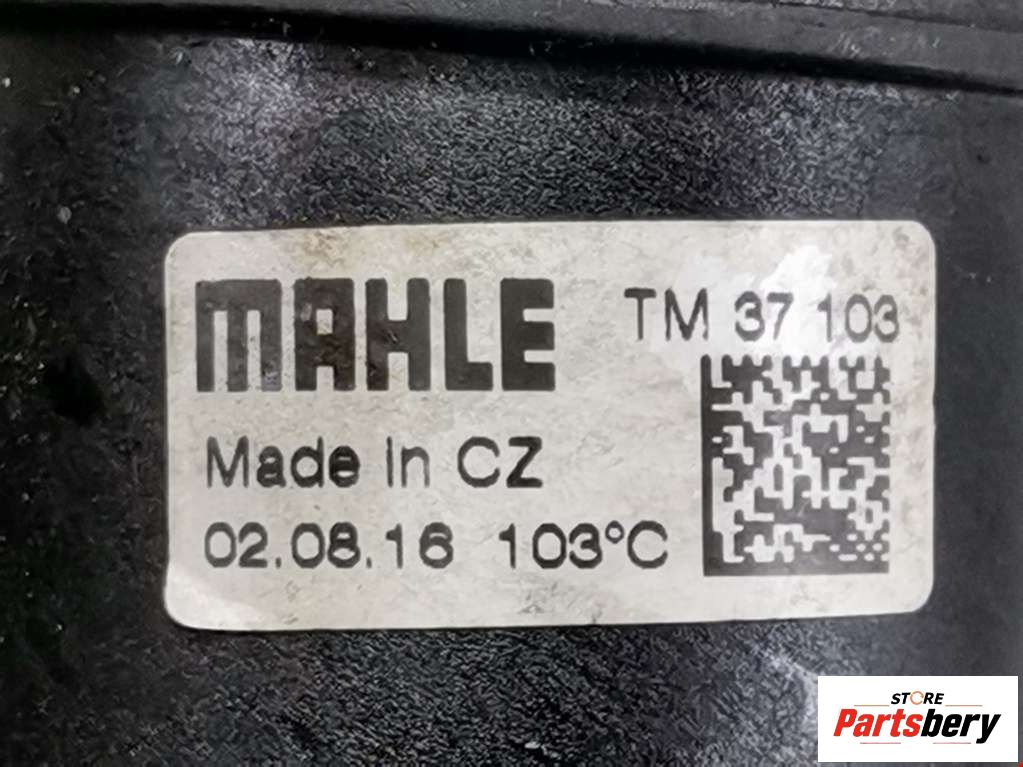 MAHLE
TM 37 103
Made In CZ
02.08.16 103°C
STORE
Partsbery